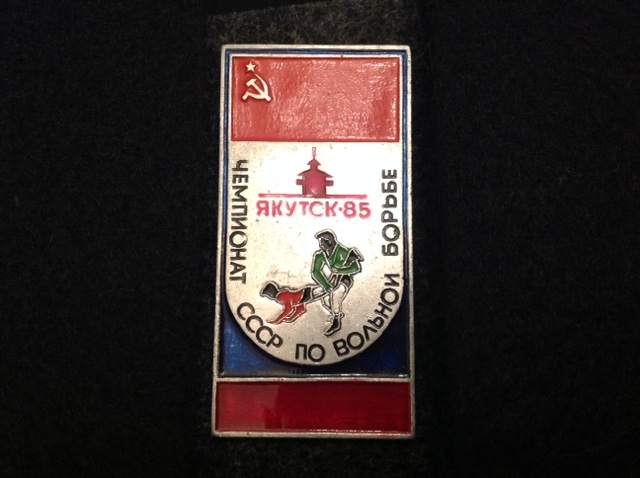 ЯКУТСК·85
ЧЕМПИОНАТ СССР ПО ВОЛЬНОЙ БОРЬБЕ